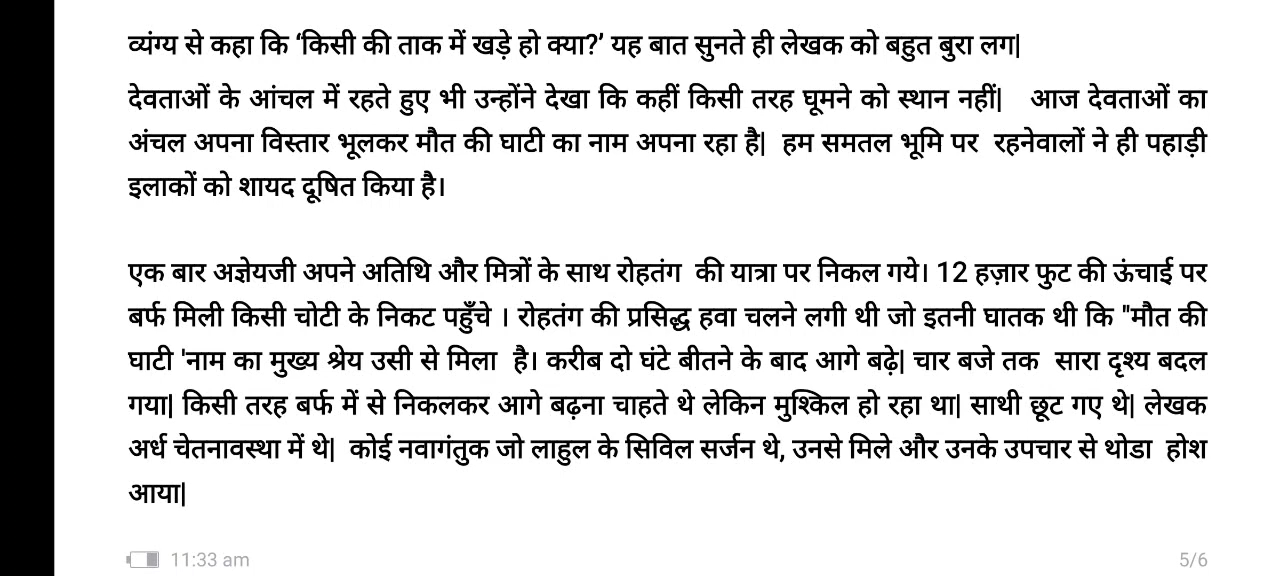 व्यंग्य से कहा कि ‘किसी की ताक में खड़े हो क्या?’ यह बात सुनते ही लेखक को बहुत बुरा लग|
देवताओं के आंचल में रहते हुए भी उन्होंने देखा कि कहीं किसी तरह घूमने को स्थान नहीं| आज देवताओं का
अंचल अपना विस्तार भूलकर मौत की घाटी का नाम अपना रहा है| हम समतल भूमि पर रहनेवालों ने ही पहाड़ी
इलाकों को शायद दूषित किया है।
एक बार अज्ञेयजी अपने अतिथि और मित्रों के साथ रोहतंग की यात्रा पर निकल गये। 12 हज़ार फुट की ऊंचाई पर
बर्फ मिली किसी चोटी के निकट पहुँचे । रोहतंग की प्रसिद्ध हवा चलने लगी थी जो इतनी घातक थी कि "मौत की
घाटी 'नाम का मुख्य श्रेय उसी से मिला है। करीब दो घंटे बीतने के बाद आगे बढ़े| चार बजे तक सारा दृश्य बदल
गया| किसी तरह बर्फ में से निकलकर आगे बढ़ना चाहते थे लेकिन मुश्किल हो रहा था| साथी छूट गए थे| लेखक
अर्ध चेतनावस्था में थे| कोई नवागंतुक जो लाहुल के सिविल सर्जन थे, उनसे मिले और उनके उपचार से थोडा होश
आया|
11:33 am 5/6